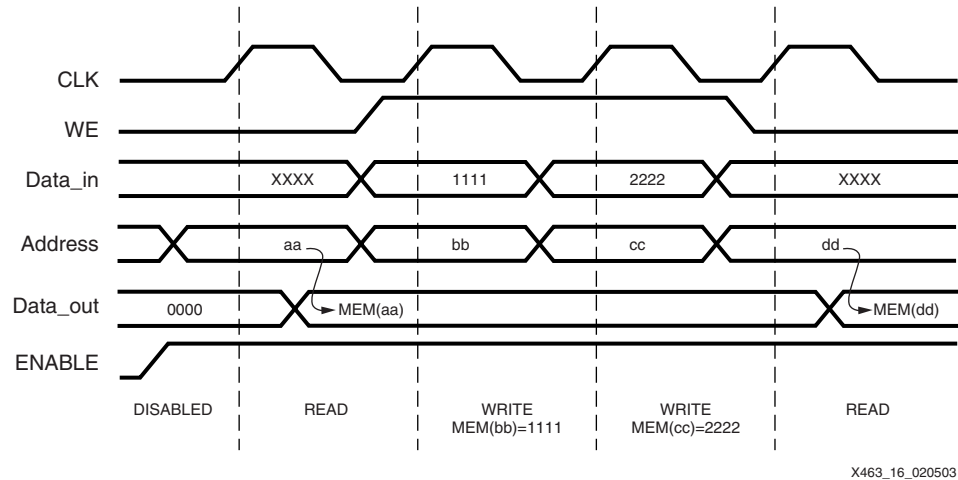 CLK
WE
Data_in
XXXX
1111
2222
XXXX
Address
aa
bb
cc
dd
Data_out
0000
MEM(aa)
MEM(dd)
ENABLE
DISABLED
READ
WRITE
MEM(bb)=1111
WRITE
MEM(cc)=2222
READ
X463_16_020503